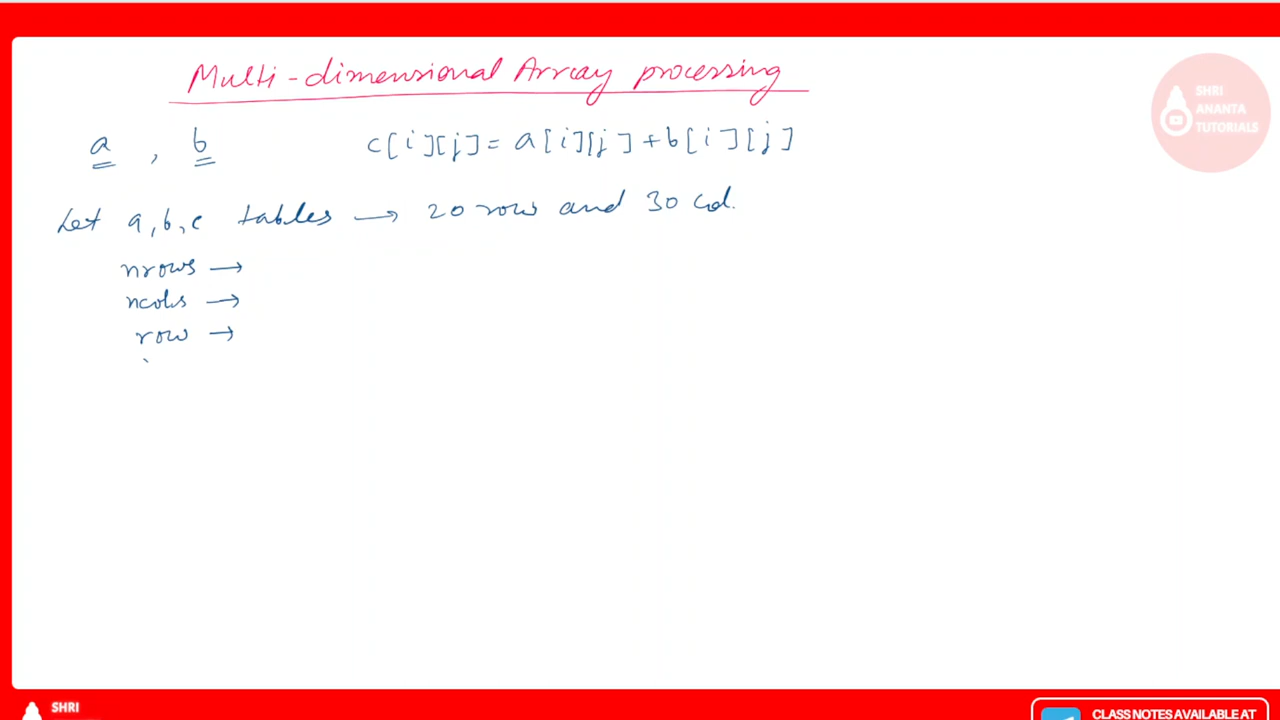 Multi-dimensional Array processing
SHRI
ANANTA
TUTORIALS
a , b c[i][j] = a[i][j] + b[i][j]
Let a, b, c tables → 20 row and 30 col.
nrows →
ncols →
row →
SHRI
CLASS NOTES AVAILABLE AT